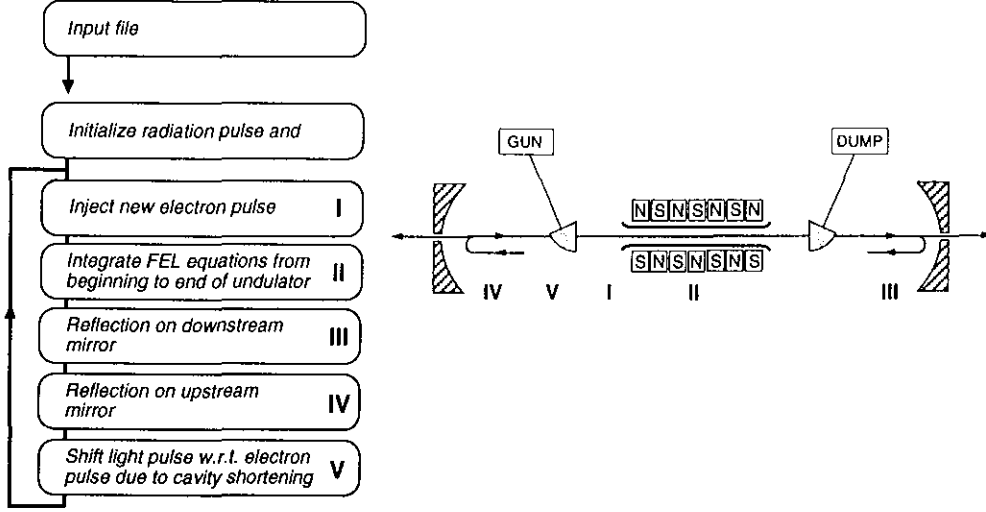 Input file
Initialize radiation pulse and
Inject new electron pulse I
Integrate FEL equations from
beginning to end of undulator II
Reflection on downstream
mirror III
Reflection on upstream
mirror IV
Shift light pulse w.r.t. electron
pulse due to cavity shortening V
GUN
DUMP
N S N S N S N
S N S N S N S
IV V I II III